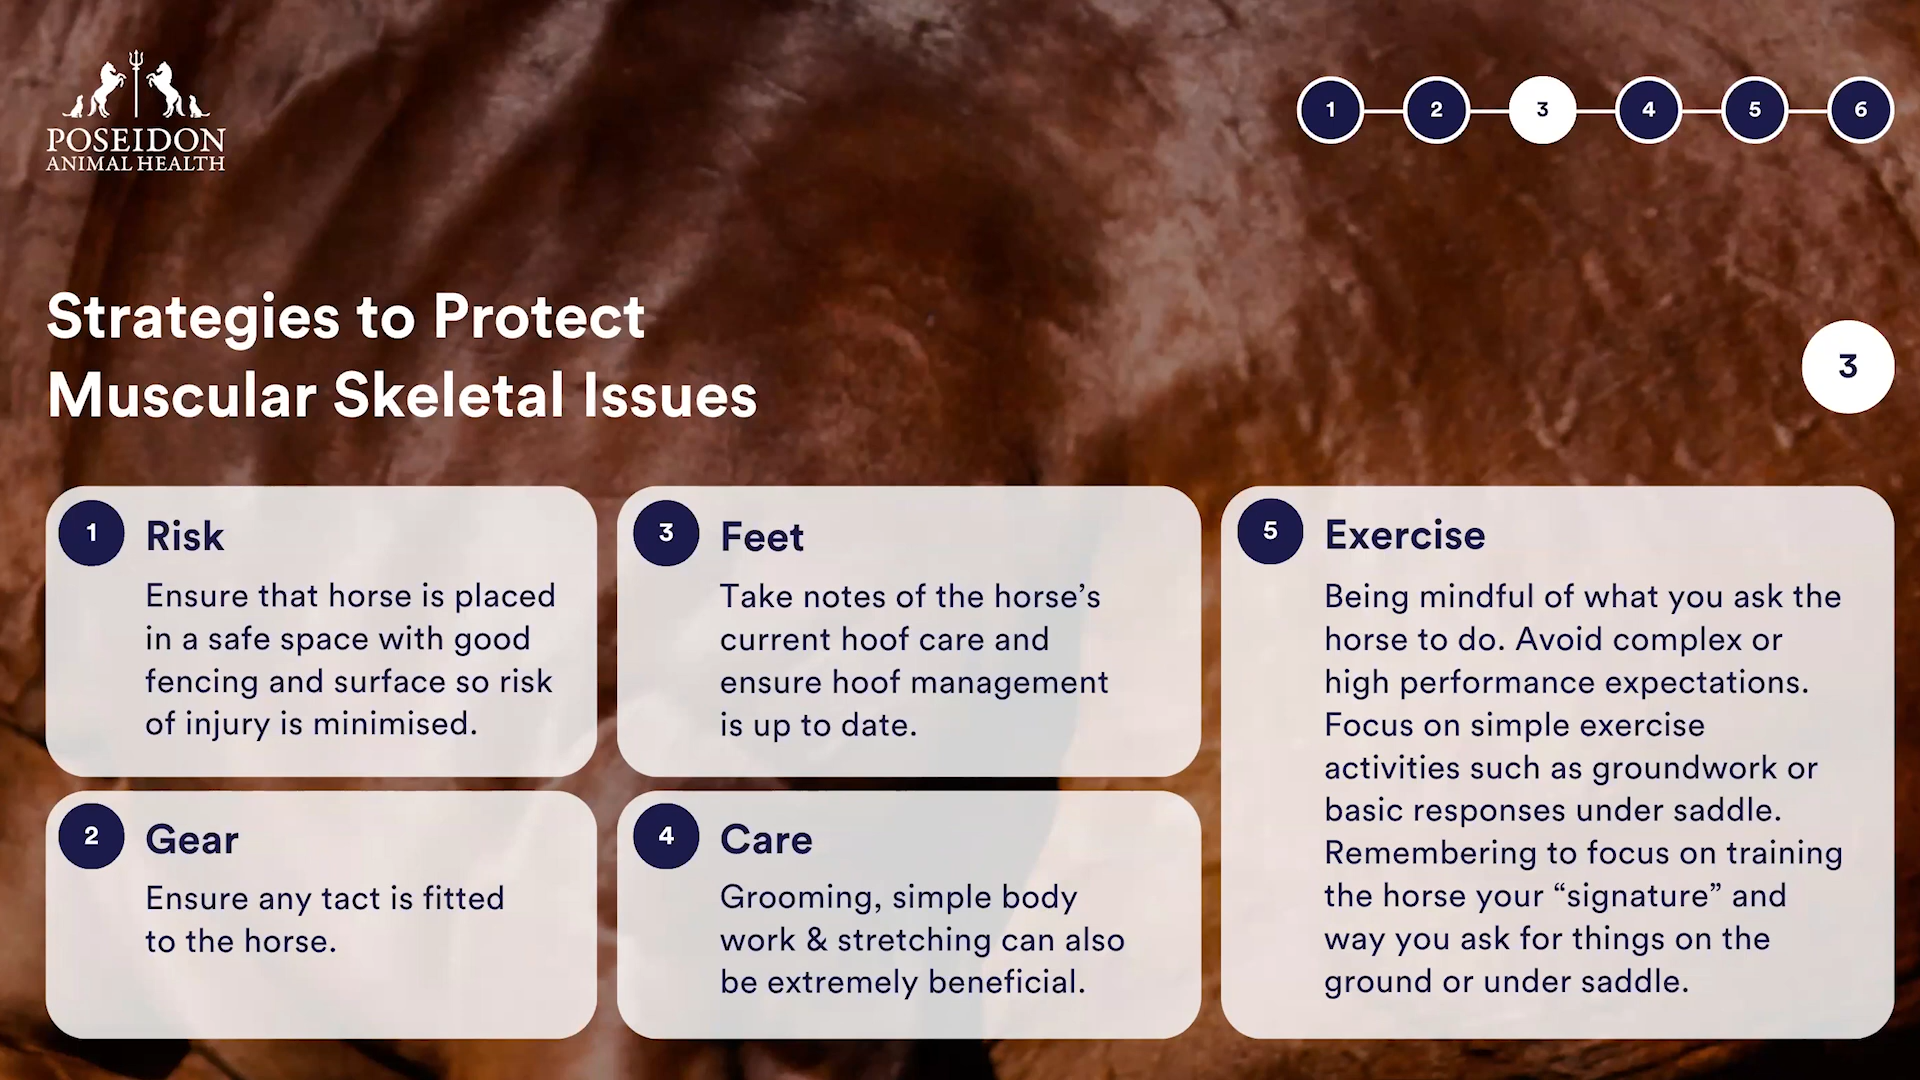 POSEIDON
ANIMAL HEALTH
1
2
3
4
5
6
Strategies to Protect
Muscular Skeletal Issues
3
1
Risk
Ensure that horse is placed
in a safe space with good
fencing and surface so risk
of injury is minimised.
2
Gear
Ensure any tact is fitted
to the horse.
3
Feet
Take notes of the horse’s
current hoof care and
ensure hoof management
is up to date.
4
Care
Grooming, simple body
work & stretching can also
be extremely beneficial.
5
Exercise
Being mindful of what you ask the
horse to do. Avoid complex or
high performance expectations.
Focus on simple exercise
activities such as groundwork or
basic responses under saddle.
Remembering to focus on training
the horse your “signature” and
way you ask for things on the
ground or under saddle.